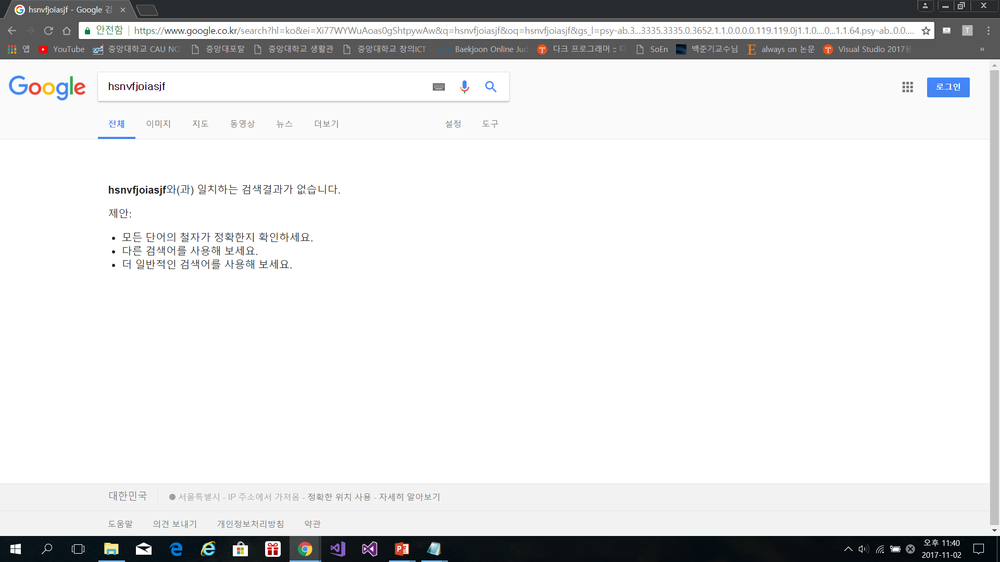 hsnvfjoiasjf - Google 검
안전함 https://www.google.co.kr/search?hl=ko&ei=Xi77WYWuAoas0gShtpywAw&q=hsnvfjoiasjf&oq=hsnvfjoiasjf&gs_l=psy-ab.3...3335.3335.0.3652.1.1.0.0.0.0.119.119.0j1.1.0....0...1.1.64.psy-ab..0.0.... T
앱 YouTube 중앙대학교 CAU NO 중앙대포탈 중앙대학교 생활관 중앙대학교 창의ICT Baekjoon Online Jud 다크 프로그래머 :: SoEn 백준기교수님 always on 논문 Visual Studio 2017용 »
Google hsnvfjoiasjf 로그인
전체 이미지 지도 동영상 뉴스 더보기 설정 도구
hsnvfjoiasjf와(과) 일치하는 검색결과가 없습니다.
제안:
• 모든 단어의 철자가 정확한지 확인하세요.
• 다른 검색어를 사용해 보세요.
• 더 일반적인 검색어를 사용해 보세요.
대한민국 서울특별시 - IP 주소에서 가져옴 - 정확한 위치 사용 - 자세히 알아보기
도움말 의견 보내기 개인정보처리방침 약관
오후 11:40
2017-11-02